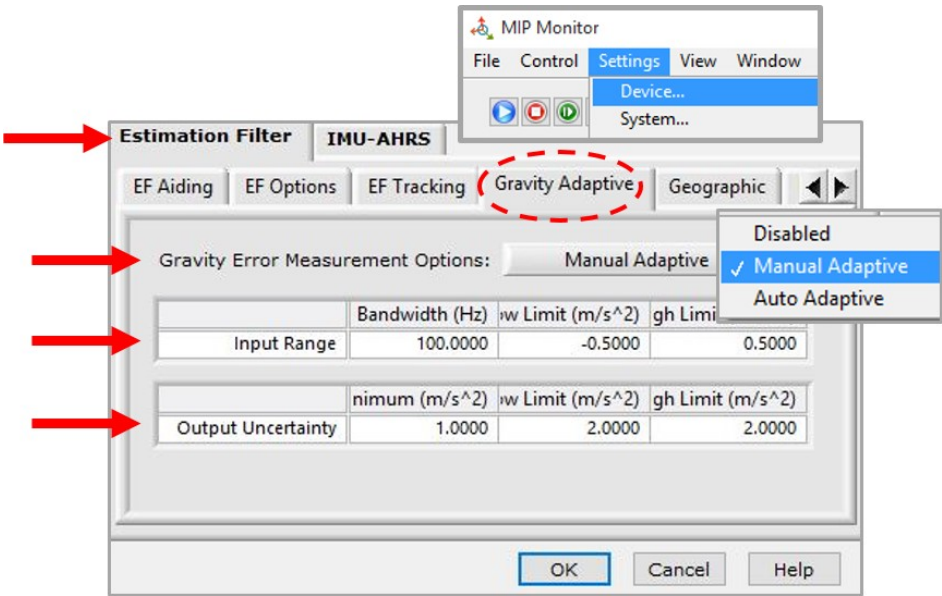 MIP Monitor
File Control Settings View Window
Device...
System...
Estimation Filter IMU-AHRS
EF Aiding EF Options EF Tracking Gravity Adaptive Geographic
Disabled
Gravity Error Measurement Options: Manual Adaptive
✓ Manual Adaptive
Auto Adaptive
Bandwidth (Hz) ow Limit (m/s^2) gh Limi
Input Range 100.0000 -0.5000 0.5000
nimum (m/s^2) ow Limit (m/s^2) gh Limit (m/s^2)
Output Uncertainty 1.0000 2.0000 2.0000
OK Cancel Help